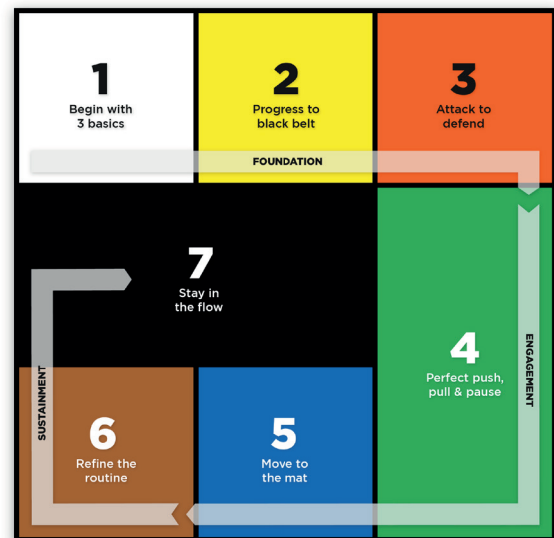 1
Begin with
3 basics
2
Progress to
black belt
3
Attack to
defend
FOUNDATION
4
Perfect push,
pull & pause
ENGAGEMENT
5
Move to
the mat
6
Refine the
routine
SUSTAINMENT
7
Stay in
the flow